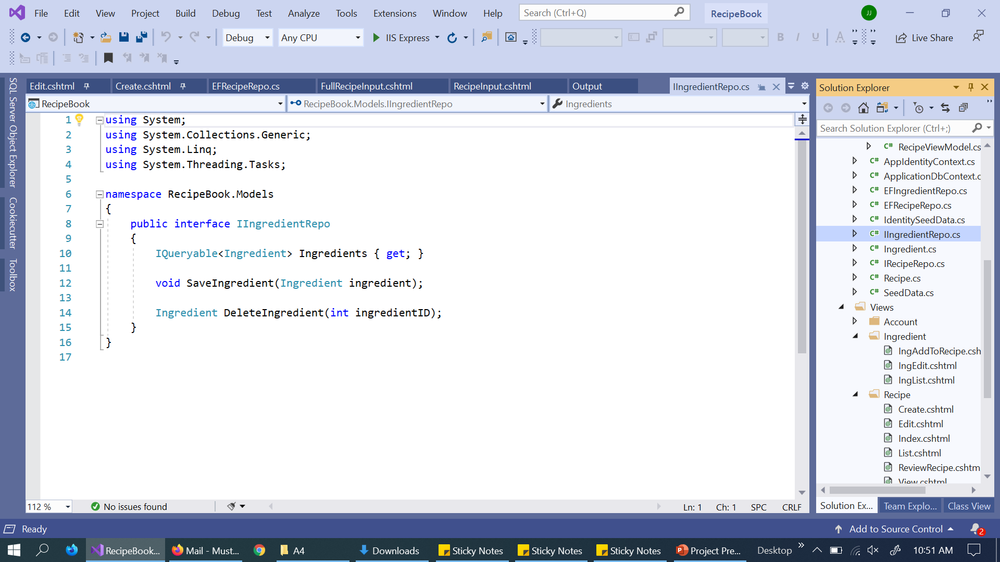 File Edit View Project Build Debug Test Analyze Tools Extensions Window Help Search (Ctrl+Q) RecipeBook JJ
Debug Any CPU IIS Express B I U A Live Share
SQL Server Object Explorer
Cookiecutter
Toolbox
Edit.cshtml Create.cshtml EFRecipeRepo.cs FullRecipeInput.cshtml RecipeInput.cshtml Output IIngredientRepo.cs
RecipeBook RecipeBook.Models.IIngredientRepo Ingredients
1 using System;
2 using System.Collections.Generic;
3 using System.Linq;
4 using System.Threading.Tasks;
5
6 namespace RecipeBook.Models
7 {
8 public interface IIngredientRepo
9 {
10 IQueryable<Ingredient> Ingredients { get; }
11
12 void SaveIngredient(Ingredient ingredient);
13
14 Ingredient DeleteIngredient(int ingredientID);
15 }
16 }
17
112 % No issues found Ln: 1 Ch: 1 SPC CRLF
Solution Explorer
Search Solution Explorer (Ctrl+;)
C# RecipeViewModel.cs
C# AppIdentityContext.cs
C# ApplicationDbContext.c
C# EFIngredientRepo.cs
C# EFRecipeRepo.cs
C# IdentitySeedData.cs
C# IIngredientRepo.cs
C# Ingredient.cs
C# IRecipeRepo.cs
C# Recipe.cs
C# SeedData.cs
Views
Account
Ingredient
IngAddToRecipe.csh
IngEdit.cshtml
IngList.cshtml
Recipe
Create.cshtml
Edit.cshtml
Index.cshtml
List.cshtml
ReviewRecipe.cshtm
View.cshtml
Solution Ex... Team Explo... Class View
Ready Add to Source Control 2
RecipeBook... Mail - Must... A4 Downloads Sticky Notes Sticky Notes Sticky Notes Project Pre... Desktop 10:51 AM